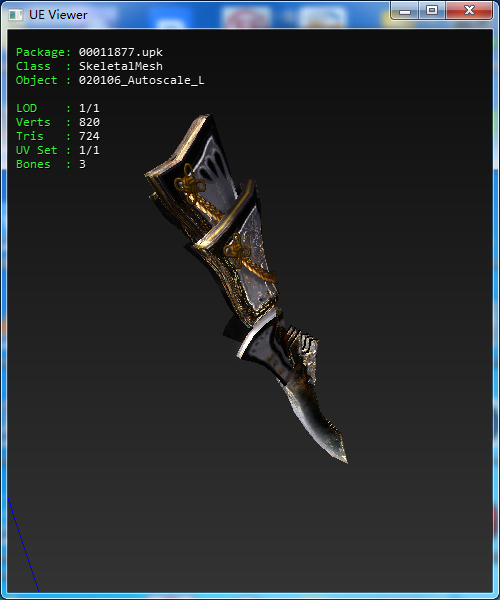 UE Viewer
Package: 00011877.upk
Class : SkeletalMesh
Object : 020106_Autoscale_L
LOD : 1/1
Verts : 820
Tris : 724
UV Set : 1/1
Bones : 3